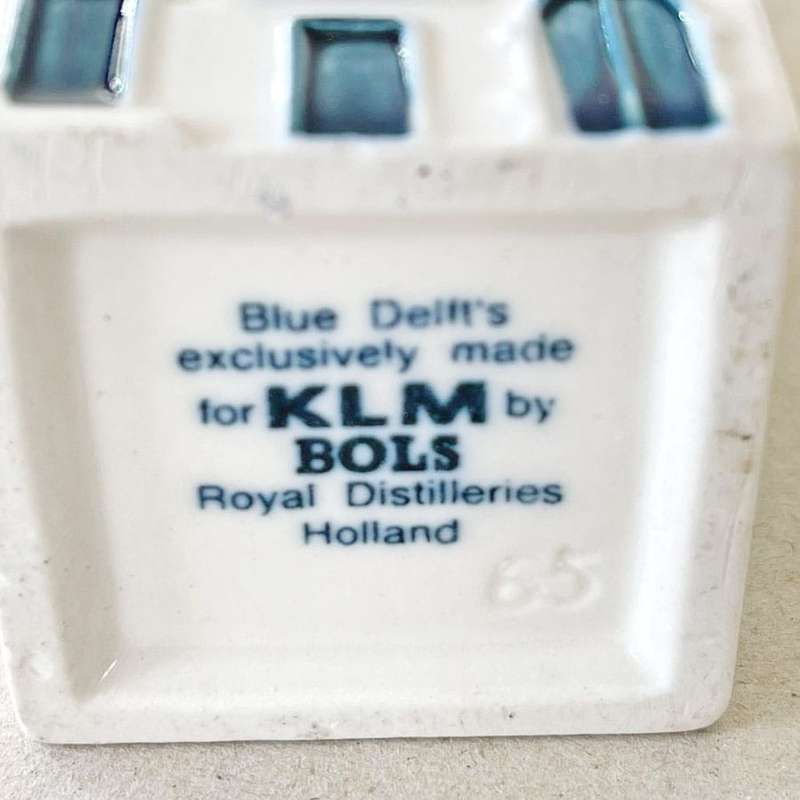 Blue Delft's
exclusively made
for KLM by
BOLS
Royal Distilleries
Holland
65